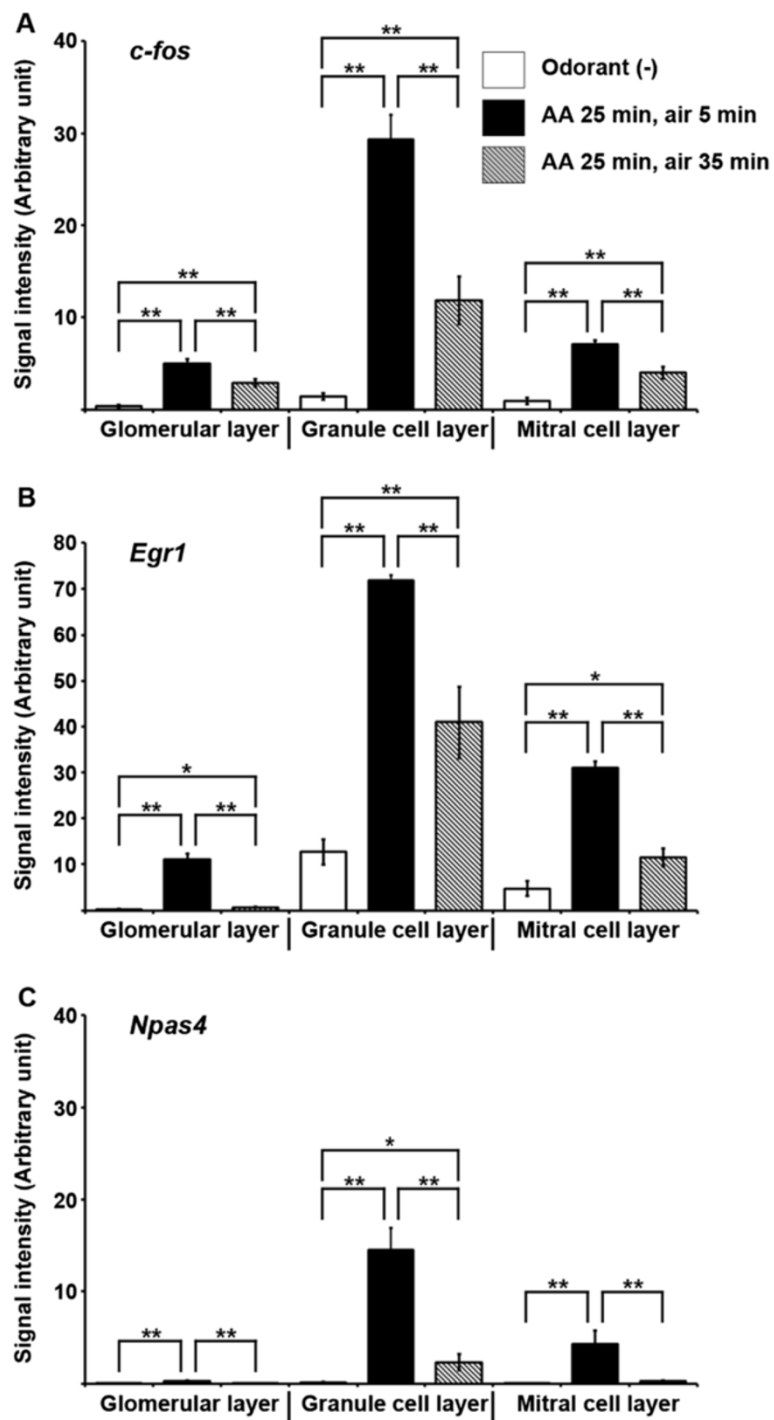 A
c-fos
Signal intensity (Arbitrary unit)
40
30
20
10
Odorant (-)
AA 25 min, air 5 min
AA 25 min, air 35 min
** ** **
** ** **
** ** **
Glomerular layer Granule cell layer Mitral cell layer
B
Egr1
Signal intensity (Arbitrary unit)
80
70
60
50
40
30
20
10
* ** **
** ** **
* ** **
Glomerular layer Granule cell layer Mitral cell layer
C
Npas4
Signal intensity (Arbitrary unit)
40
30
20
10
** **
* ** **
** **
Glomerular layer Granule cell layer Mitral cell layer